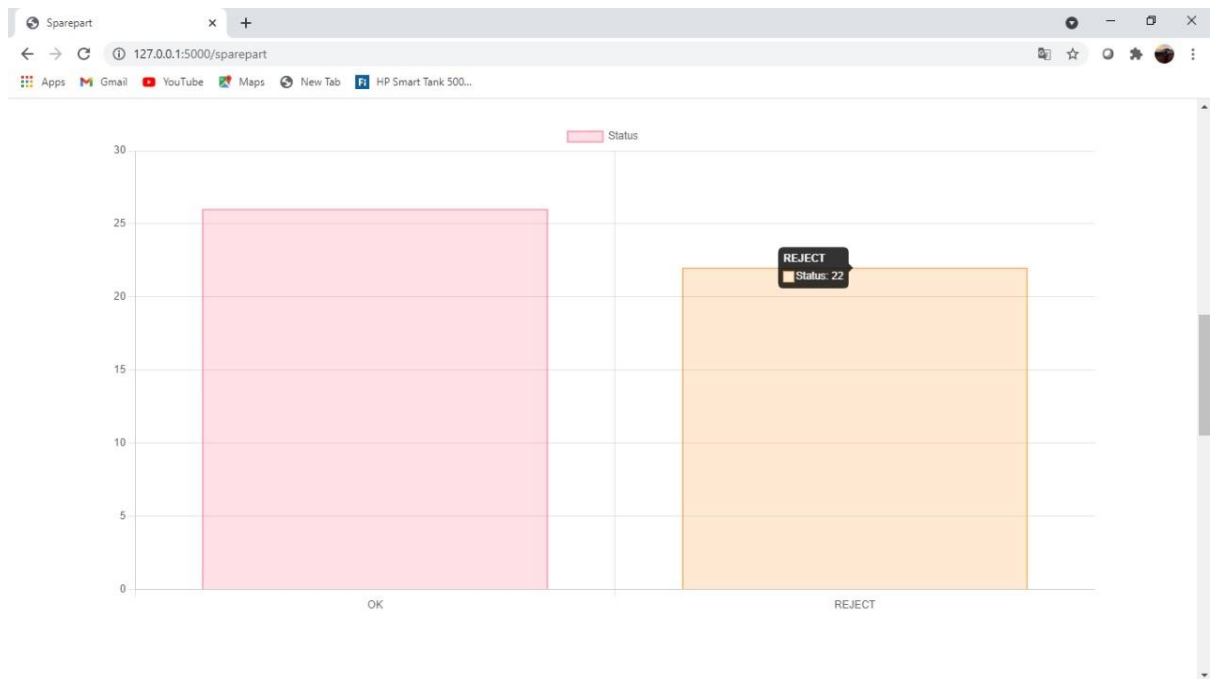 Sparepart
127.0.0.1:5000/sparepart
Apps Gmail YouTube Maps New Tab Fi HP Smart Tank 500...
Status
30
25
20
15
10
5
0
REJECT
Status: 22
OK REJECT